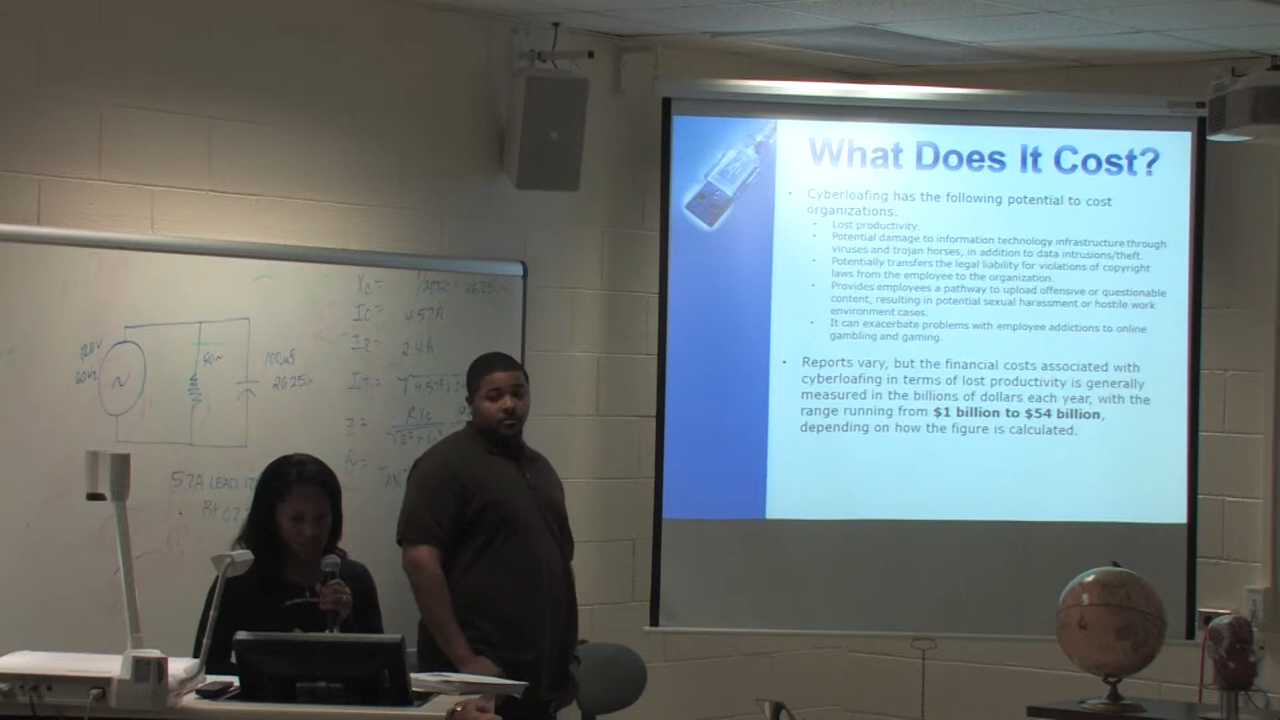 What Does It Cost?
Cyberloafing has the following potential to cost
organizations.
Lost productivity.
Potential damage to information technology infrastructure through
viruses and trojan horses, in addition to data intrusions/theft.
Potentially transfers the legal liability for violations of copyright
laws from the employee to the organization.
Provides employees a pathway to upload offensive or questionable
content, resulting in potential sexual harassment or hostile work
environment cases.
It can exacerbate problems with employee addictions to online
gambling and gaming.
Reports vary, but the financial costs associated with
cyberloafing in terms of lost productivity is generally
measured in the billions of dollars each year, with the
range running from $1 billion to $54 billion,
depending on how the figure is calculated.
120V
60Hz
XC =
IC = 4.57A
IR = 2.4A
IT =